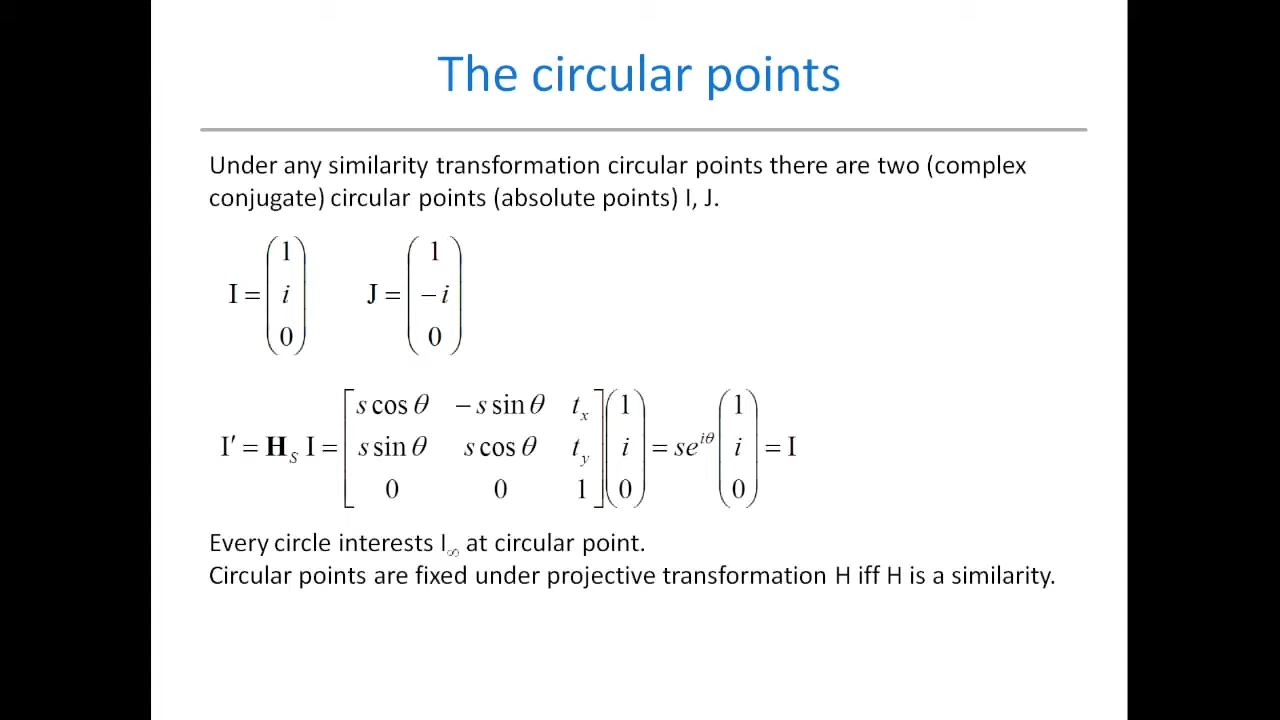 The circular points
Under any similarity transformation circular points there are two (complex
conjugate) circular points (absolute points) I, J.
I = (1 i 0) J = (1 −i 0)
I′ = H_S I = [s cos θ −s sin θ t_x; s sin θ s cos θ t_y; 0 0 1] (1 i 0) = se^{iθ} (1 i 0) = I
Every circle interests I_∞ at circular point.
Circular points are fixed under projective transformation H iff H is a similarity.